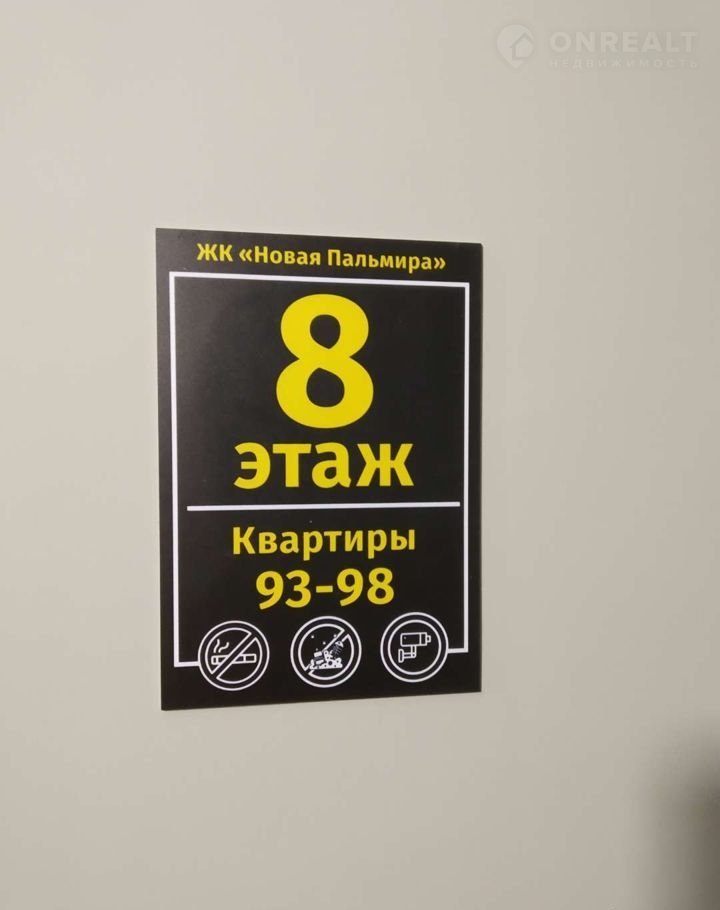 ONREALT
НЕДВИЖИМОСТЬ
ЖК «Новая Пальмира»
8
этаж
Квартиры
93-98